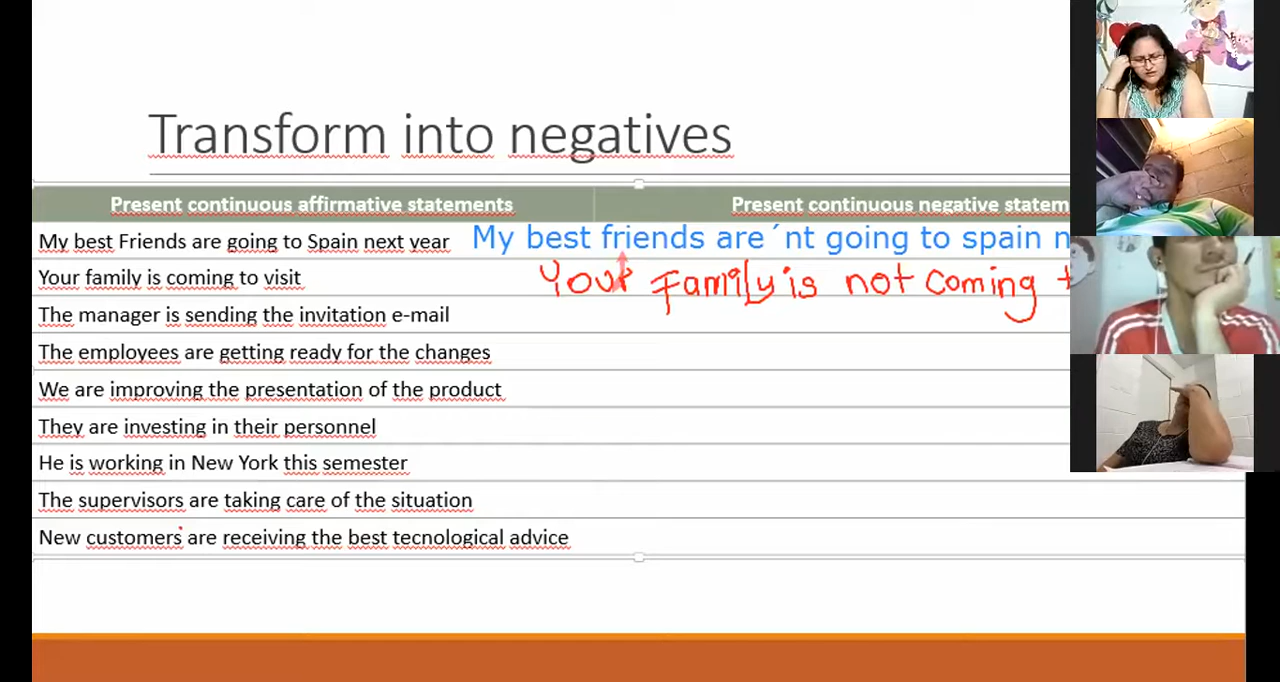 Transform into negatives
Present continuous affirmative statements Present continuous negative statem
My best Friends are going to Spain next year My best friends are´nt going to spain n
Your family is coming to visit Your Family is not coming t
The manager is sending the invitation e-mail
The employees are getting ready for the changes
We are improving the presentation of the product
They are investing in their personnel
He is working in New York this semester
The supervisors are taking care of the situation
New customers are receiving the best tecnological advice